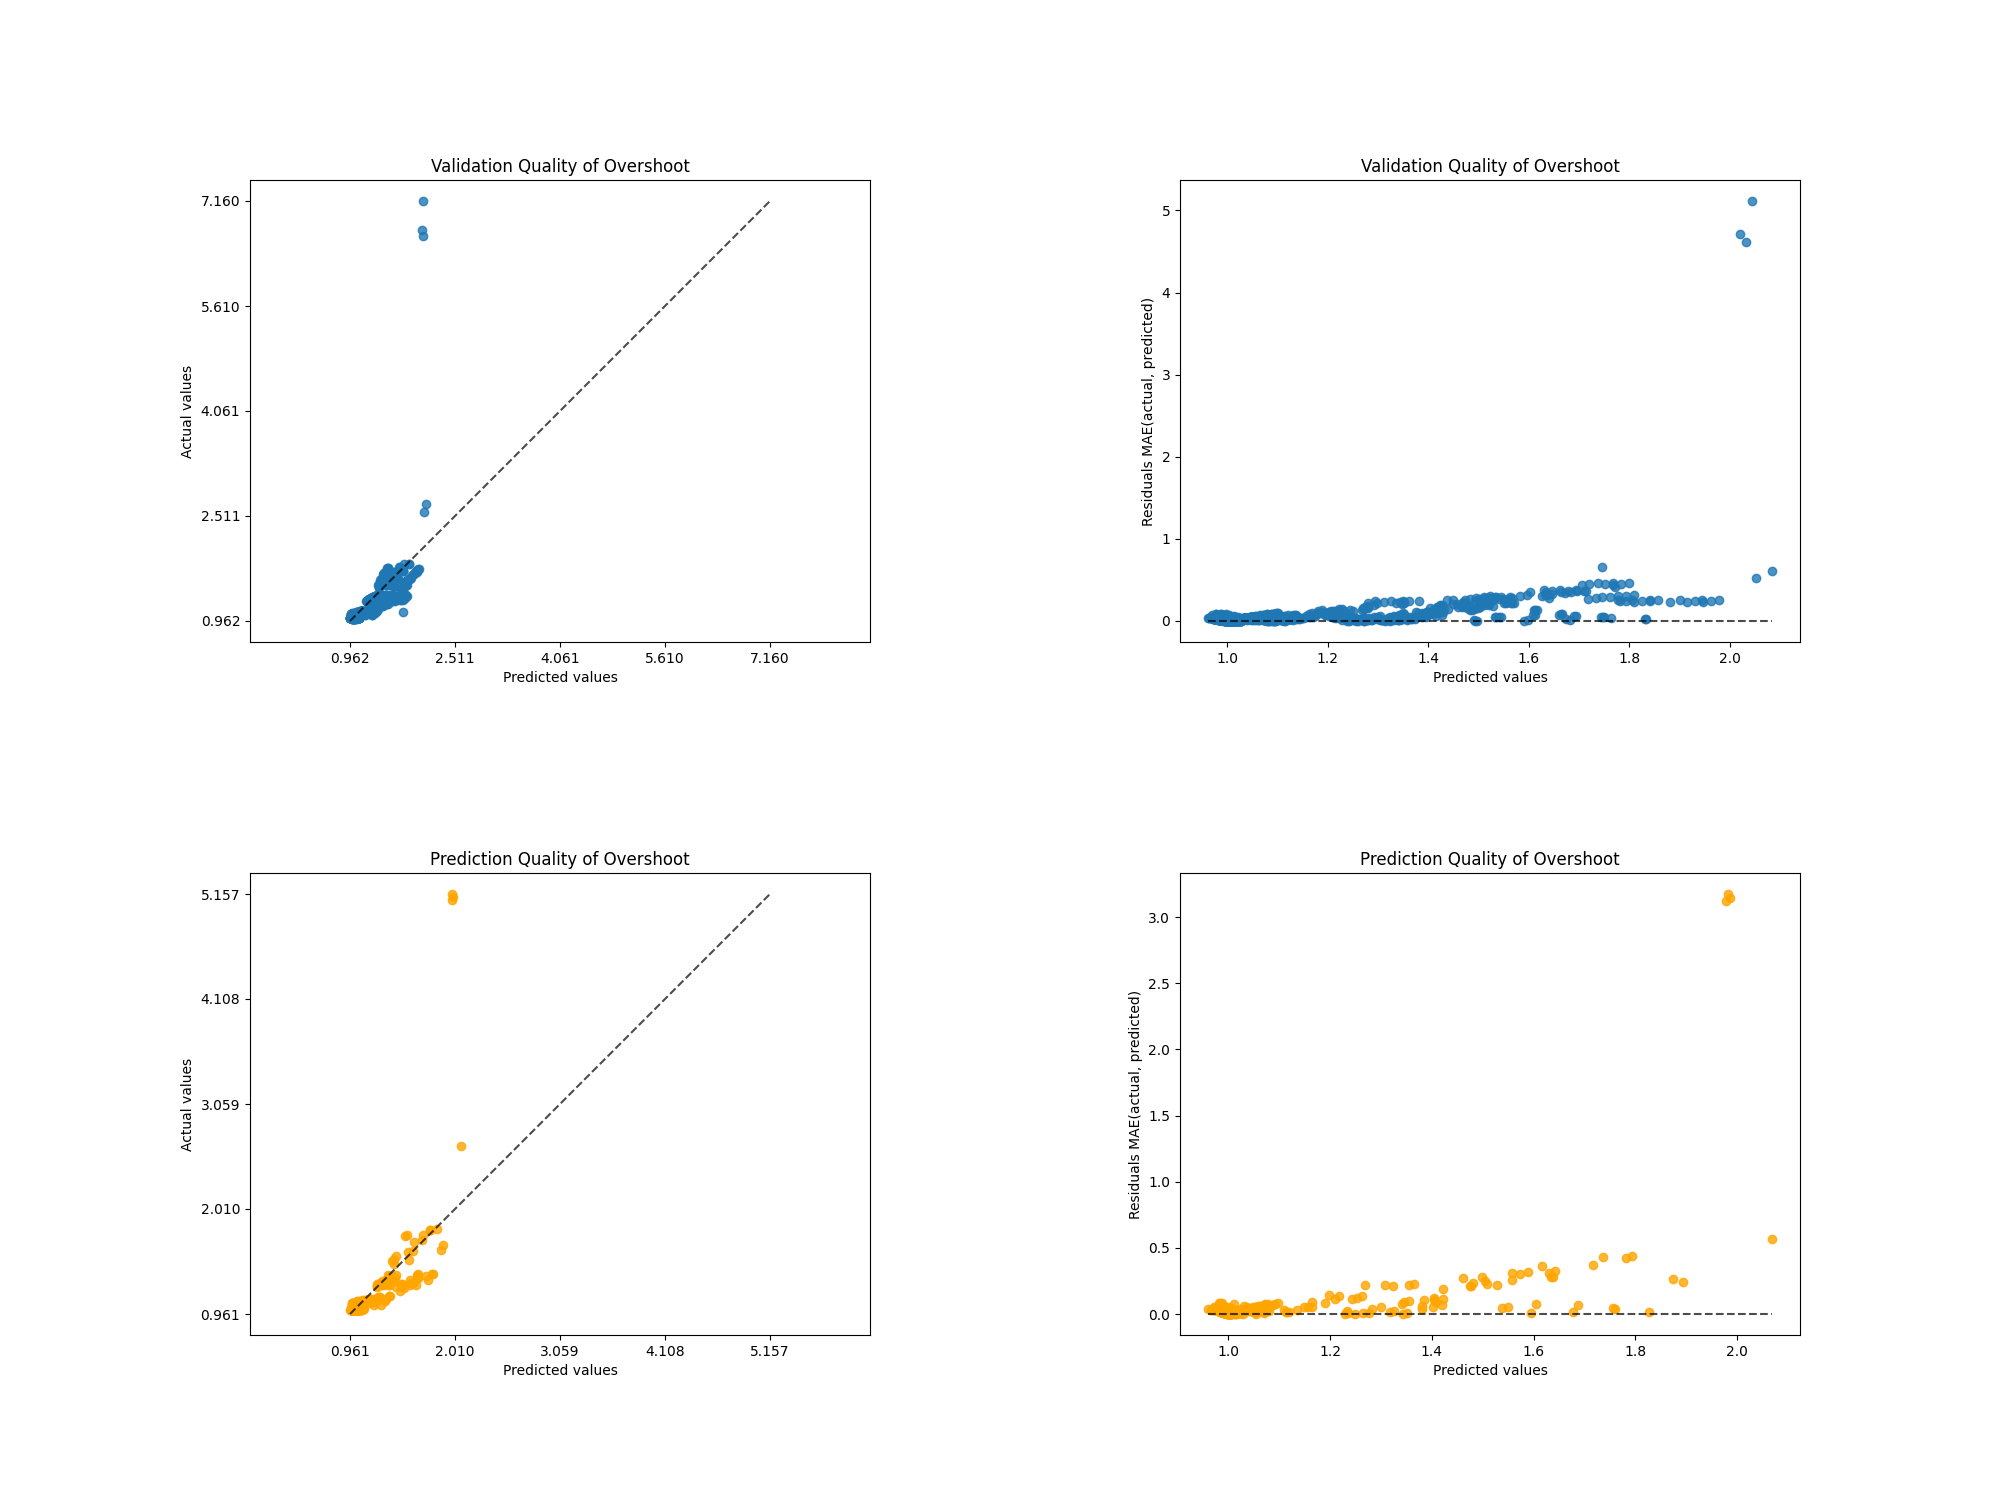 Validation Quality of Overshoot
7.160
5.610
4.061
2.511
0.962
Actual values
0.962 2.511 4.061 5.610 7.160
Predicted values
Validation Quality of Overshoot
5
4
3
2
1
0
Residuals MAE(actual, predicted)
1.0 1.2 1.4 1.6 1.8 2.0
Predicted values
Prediction Quality of Overshoot
5.157
4.108
3.059
2.010
0.961
Actual values
0.961 2.010 3.059 4.108 5.157
Predicted values
Prediction Quality of Overshoot
3.0
2.5
2.0
1.5
1.0
0.5
0.0
Residuals MAE(actual, predicted)
1.0 1.2 1.4 1.6 1.8 2.0
Predicted values